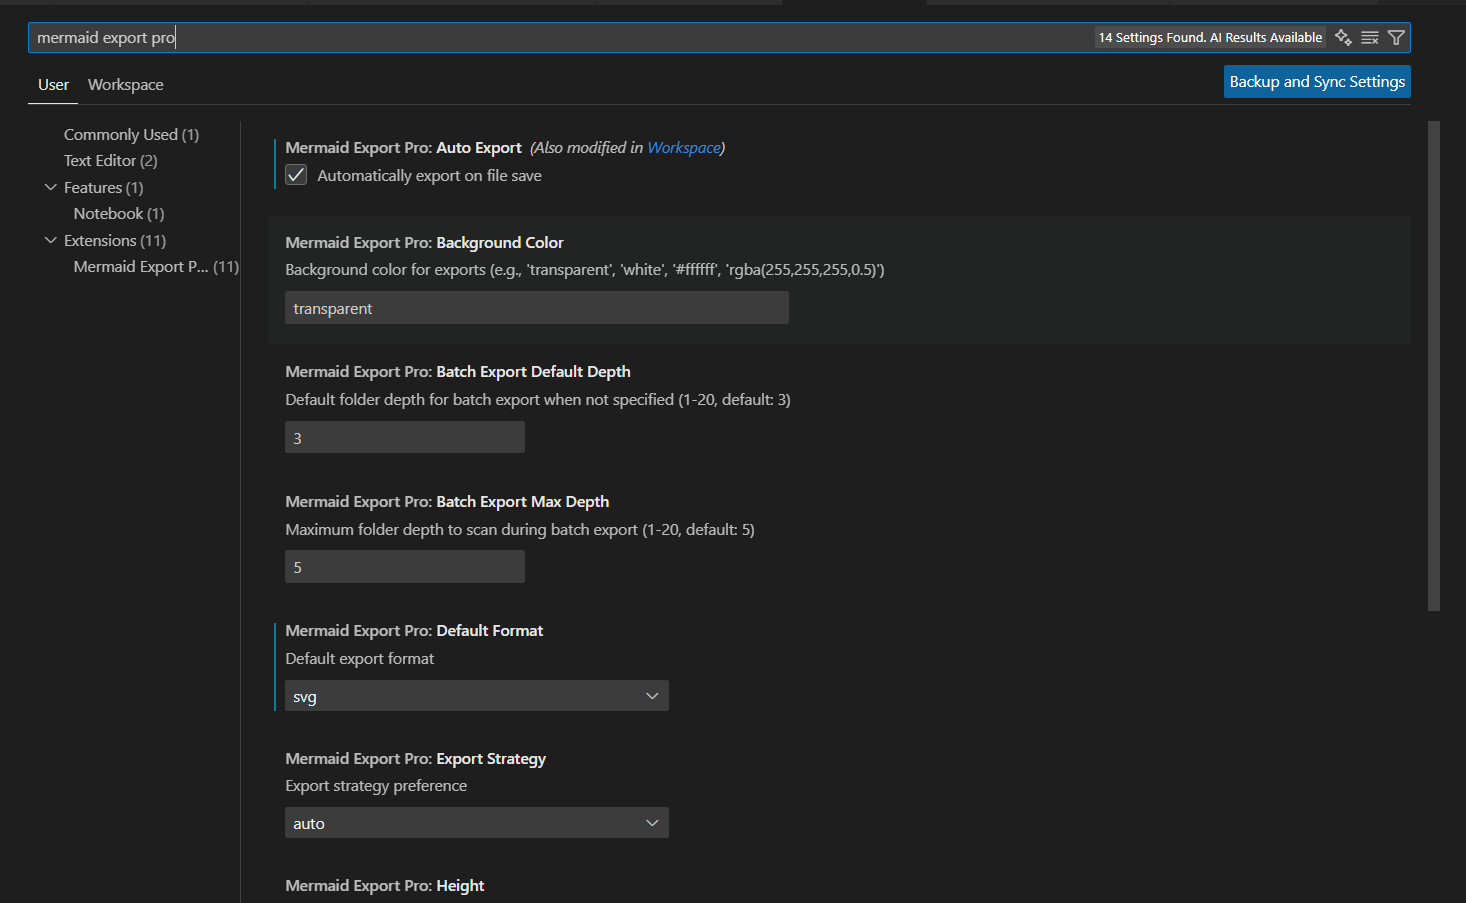 mermaid export pro
14 Settings Found. AI Results Available
User
Workspace
Backup and Sync Settings
Commonly Used (1)
Text Editor (2)
Features (1)
Notebook (1)
Extensions (11)
Mermaid Export P... (11)
Mermaid Export Pro: Auto Export (Also modified in Workspace)
Automatically export on file save
Mermaid Export Pro: Background Color
Background color for exports (e.g., 'transparent', 'white', '#ffffff', 'rgba(255,255,255,0.5)')
transparent
Mermaid Export Pro: Batch Export Default Depth
Default folder depth for batch export when not specified (1-20, default: 3)
3
Mermaid Export Pro: Batch Export Max Depth
Maximum folder depth to scan during batch export (1-20, default: 5)
5
Mermaid Export Pro: Default Format
Default export format
svg
Mermaid Export Pro: Export Strategy
Export strategy preference
auto
Mermaid Export Pro: Height